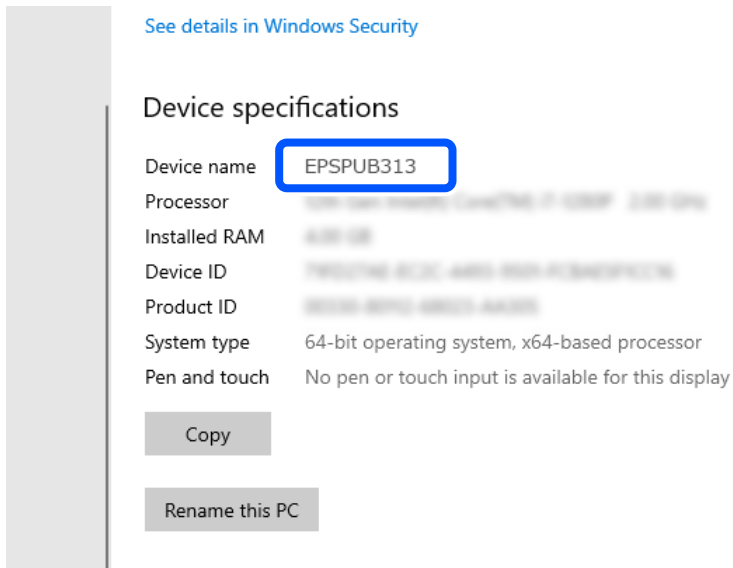 See details in Windows Security
Device specifications
Device name EPSPUB313
Processor
Installed RAM
Device ID
Product ID
System type 64-bit operating system, x64-based processor
Pen and touch No pen or touch input is available for this display
Copy
Rename this PC